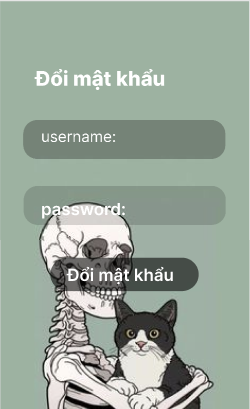 Đổi mật khẩu
username:
password:
Đổi mật khẩu